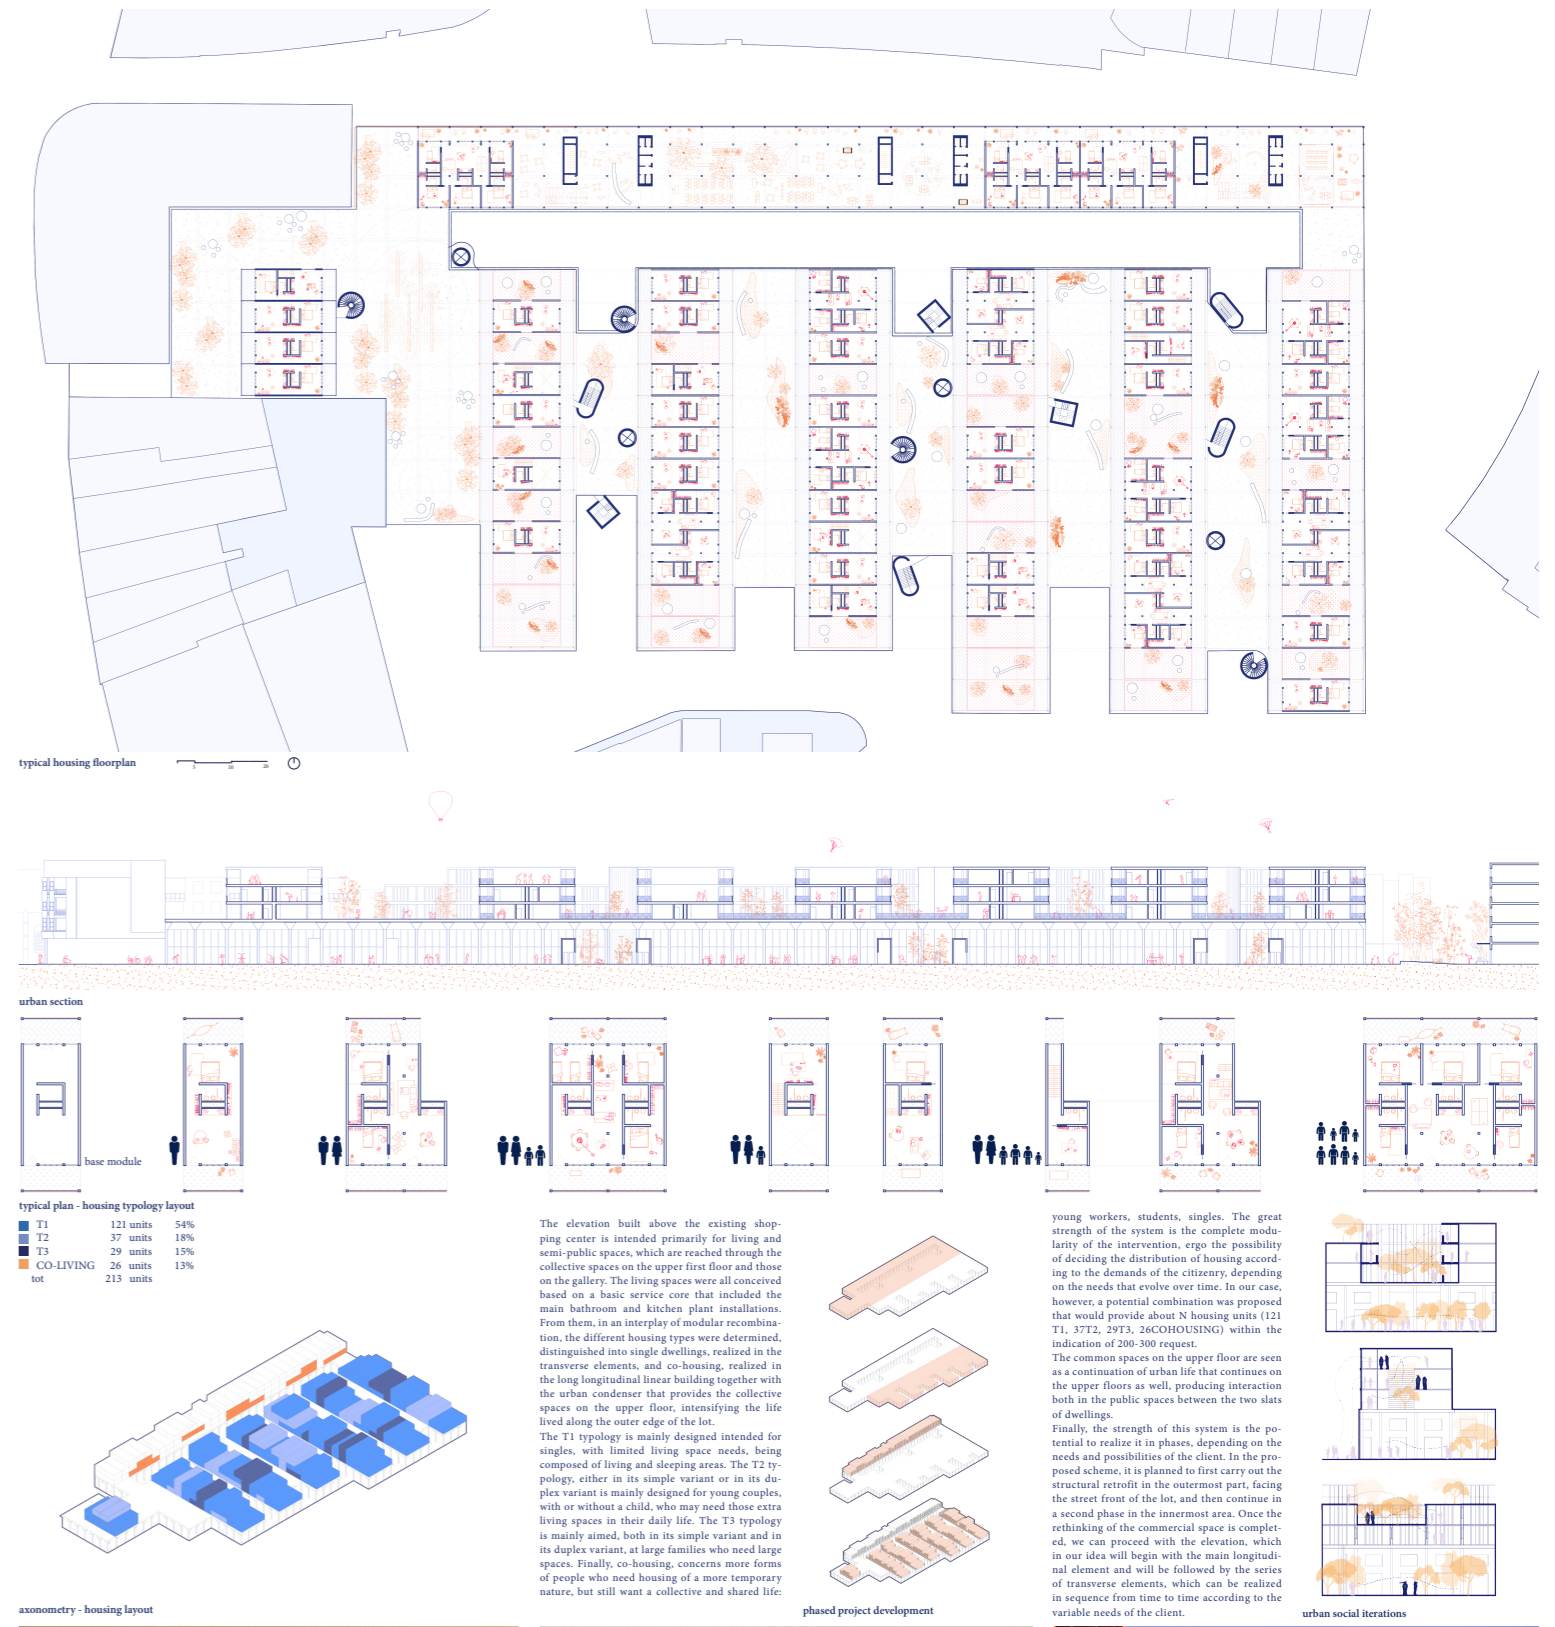 typical housing floorplan
5 10 20
urban section
base module
typical plan - housing typology layout
T1 121 units 54%
T2 37 units 18%
T3 29 units 15%
CO-LIVING 26 units 13%
tot 213 units
axonometry - housing layout
The elevation built above the existing shop-
ping center is intended primarily for living and
semi-public spaces, which are reached through the
collective spaces on the upper first floor and those
on the gallery. The living spaces were all conceived
based on a basic service core that included the
main bathroom and kitchen plant installations.
From them, in an interplay of modular recombina-
tion, the different housing types were determined,
distinguished into single dwellings, realized in the
transverse elements, and co-housing, realized in
the long longitudinal linear building together with
the urban condenser that provides the collective
spaces on the upper floor, intensifying the life
lived along the outer edge of the lot.
The T1 typology is mainly designed intended for
singles, with limited living space needs, being
composed of living and sleeping areas. The T2 ty-
pology, either in its simple variant or in its du-
plex variant is mainly designed for young couples,
with or without a child, who may need those extra
living spaces in their daily life. The T3 typology
is mainly aimed, both in its simple variant and in
its duplex variant, at large families who need large
spaces. Finally, co-housing, concerns more forms
of people who need housing of a more temporary
nature, but still want a collective and shared life:
phased project development
young workers, students, singles. The great
strength of the system is the complete modu-
larity of the intervention, ergo the possibility
of deciding the distribution of housing accord-
ing to the demands of the citizenry, depending
on the needs that evolve over time. In our case,
however, a potential combination was proposed
that would provide about N housing units (121
T1, 37T2, 29T3, 26COHOUSING) within the
indication of 200-300 request.
The common spaces on the upper floor are seen
as a continuation of urban life that continues on
the upper floors as well, producing interaction
both in the public spaces between the two slats
of dwellings.
Finally, the strength of this system is the po-
tential to realize it in phases, depending on the
needs and possibilities of the client. In the pro-
posed scheme, it is planned to first carry out the
structural retrofit in the outermost part, facing
the street front of the lot, and then continue in
a second phase in the innermost area. Once the
rethinking of the commercial space is complet-
ed, we can proceed with the elevation, which
in our idea will begin with the main longitudi-
nal element and will be followed by the series
of transverse elements, which can be realized
in sequence from time to time according to the
variable needs of the client.
urban social iterations